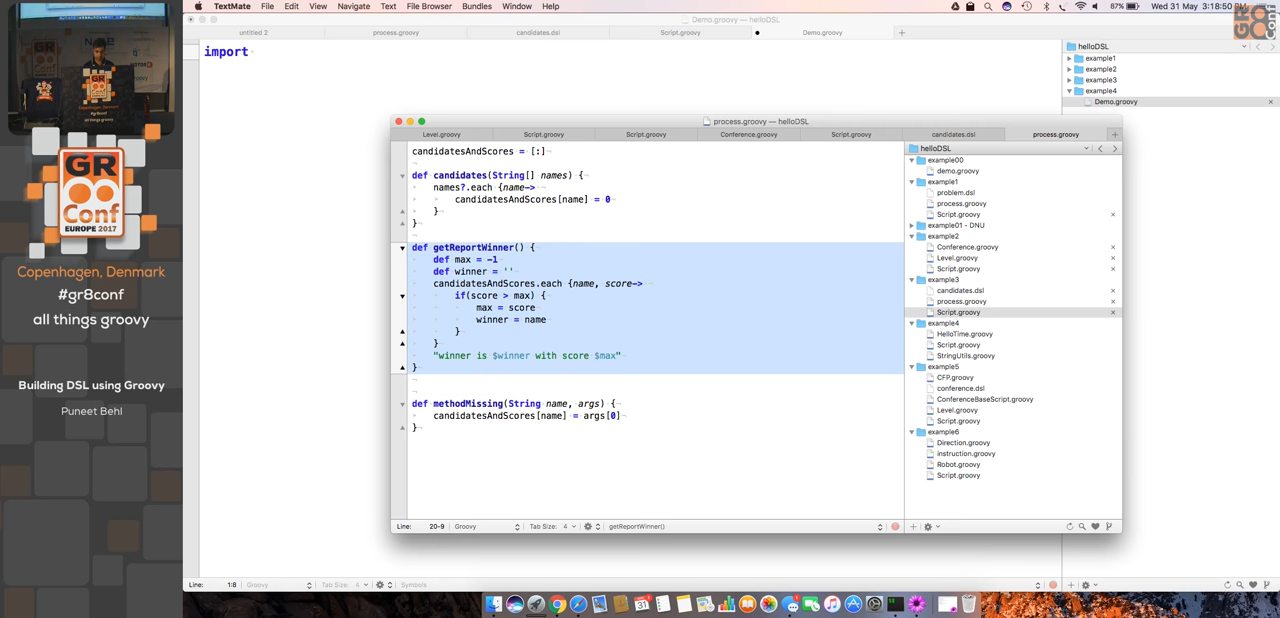 TextMate File Edit View Navigate Text File Browser Bundles Window Help
87% Wed 31 May 3:18:50 PM
GR8Conf
Demo.groovy — helloDSL
untitled 2 process.groovy candidates.dsl Script.groovy Demo.groovy
import
helloDSL
example1
example2
example3
example4
Demo.groovy
process.groovy — helloDSL
Level.groovy Script.groovy Script.groovy Conference.groovy Script.groovy candidates.dsl process.groovy
candidatesAndScores = [:]
def candidates(String[] names) {
names?.each {name->
candidatesAndScores[name] = 0
}
}
def getReportWinner() {
def max = -1
def winner = ''
candidatesAndScores.each {name, score->
if(score > max) {
max = score
winner = name
}
}
"winner is $winner with score $max"
}
def methodMissing(String name, args) {
candidatesAndScores[name] = args[0]
}
Line: 20-9 Groovy Tab Size: 4 getReportWinner()
helloDSL
example00
demo.groovy
example1
problem.dsl
process.groovy
Script.groovy
example01 - DNU
example2
Conference.groovy
Level.groovy
Script.groovy
example3
candidates.dsl
process.groovy
Script.groovy
example4
HelloTime.groovy
Script.groovy
StringUtils.groovy
example5
CFP.groovy
conference.dsl
ConferenceBaseScript.groovy
Level.groovy
Script.groovy
example6
Direction.groovy
instruction.groovy
Robot.groovy
Script.groovy
Line: 1:8 Groovy Tab Size: 4 Symbols
GR8
Conf
EUROPE 2017
Copenhagen, Denmark
#gr8conf
all things groovy
Building DSL using Groovy
Puneet Behl